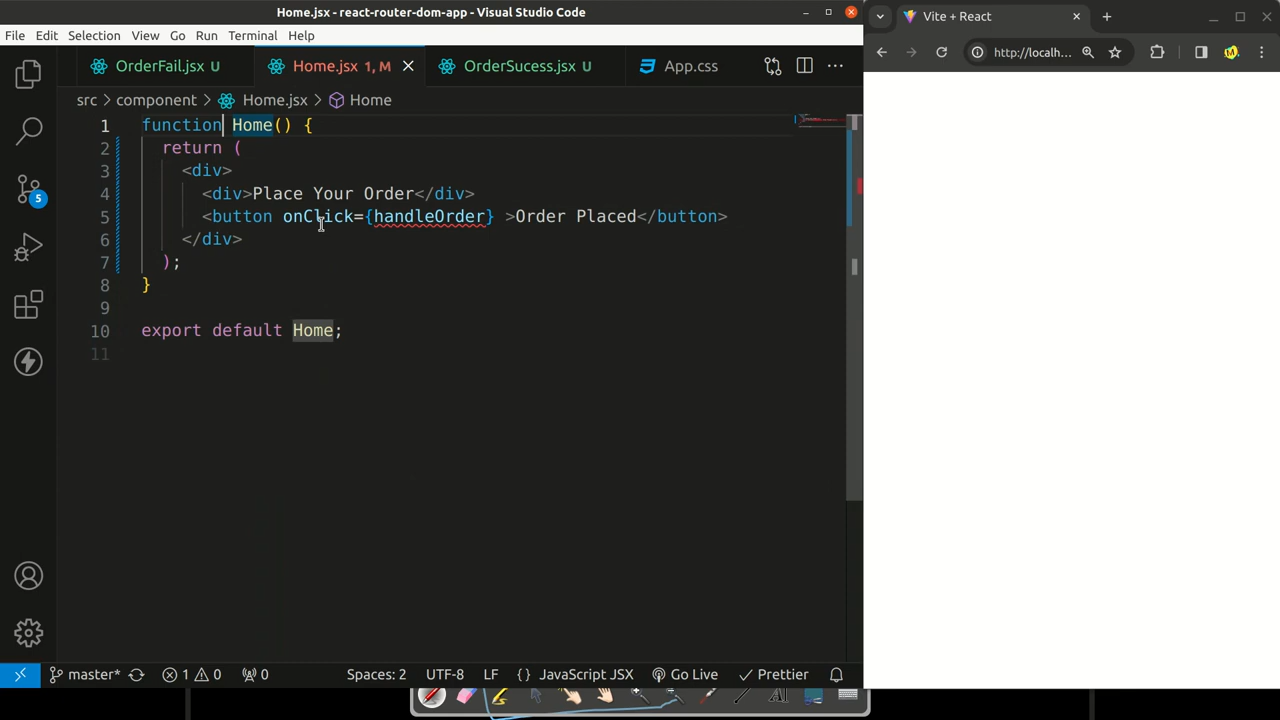 Home.jsx - react-router-dom-app - Visual Studio Code
File Edit Selection View Go Run Terminal Help
OrderFail.jsx U
Home.jsx 1, M
OrderSucess.jsx U
App.css
src > component > Home.jsx > Home
1 function Home() {
2 return (
3 <div>
4 <div>Place Your Order</div>
5 <button onClick={handleOrder} >Order Placed</button>
6 </div>
7 );
8 }
9
10 export default Home;
11
5
master* 1 0 0 Spaces: 2 UTF-8 LF {} JavaScript JSX Go Live Prettier
Vite + React
http://localh...